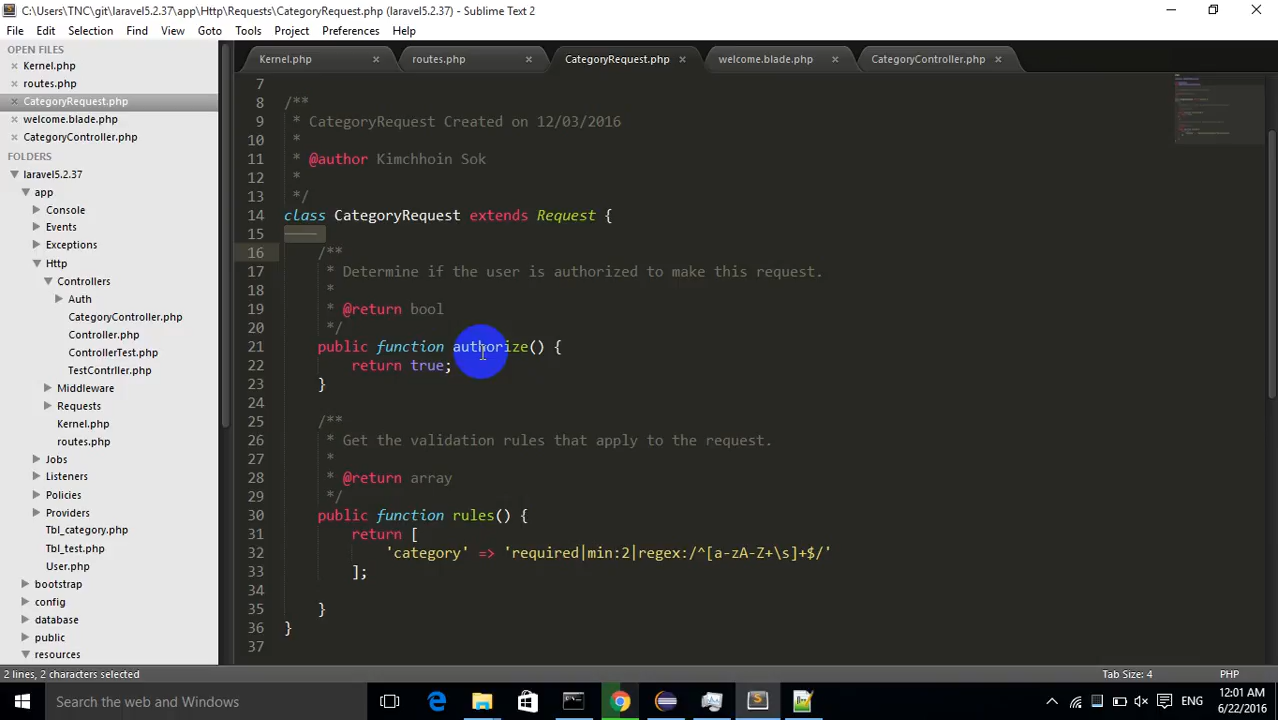 C:\Users\TNC\git\laravel5.2.37\app\Http\Requests\CategoryRequest.php (laravel5.2.37) - Sublime Text 2
File Edit Selection Find View Goto Tools Project Preferences Help
OPEN FILES
Kernel.php
routes.php
CategoryRequest.php
welcome.blade.php
CategoryController.php
FOLDERS
laravel5.2.37
app
Console
Events
Exceptions
Http
Controllers
Auth
CategoryController.php
Controller.php
ControllerTest.php
TestContrller.php
Middleware
Requests
Kernel.php
routes.php
Jobs
Listeners
Policies
Providers
Tbl_category.php
Tbl_test.php
User.php
bootstrap
config
database
public
resources
Kernel.php routes.php CategoryRequest.php welcome.blade.php CategoryController.php
7
8 /**
9 * CategoryRequest Created on 12/03/2016
10 *
11 * @author Kimchhoin Sok
12 *
13 */
14 class CategoryRequest extends Request {
15
16 /**
17 * Determine if the user is authorized to make this request.
18 *
19 * @return bool
20 */
21 public function authorize() {
22 return true;
23 }
24
25 /**
26 * Get the validation rules that apply to the request.
27 *
28 * @return array
29 */
30 public function rules() {
31 return [
32 'category' => 'required|min:2|regex:/^[a-zA-Z+\s]+$/'
33 ];
34
35 }
36 }
37
2 lines, 2 characters selected Tab Size: 4 PHP
Search the web and Windows
ENG
12:01 AM
6/22/2016